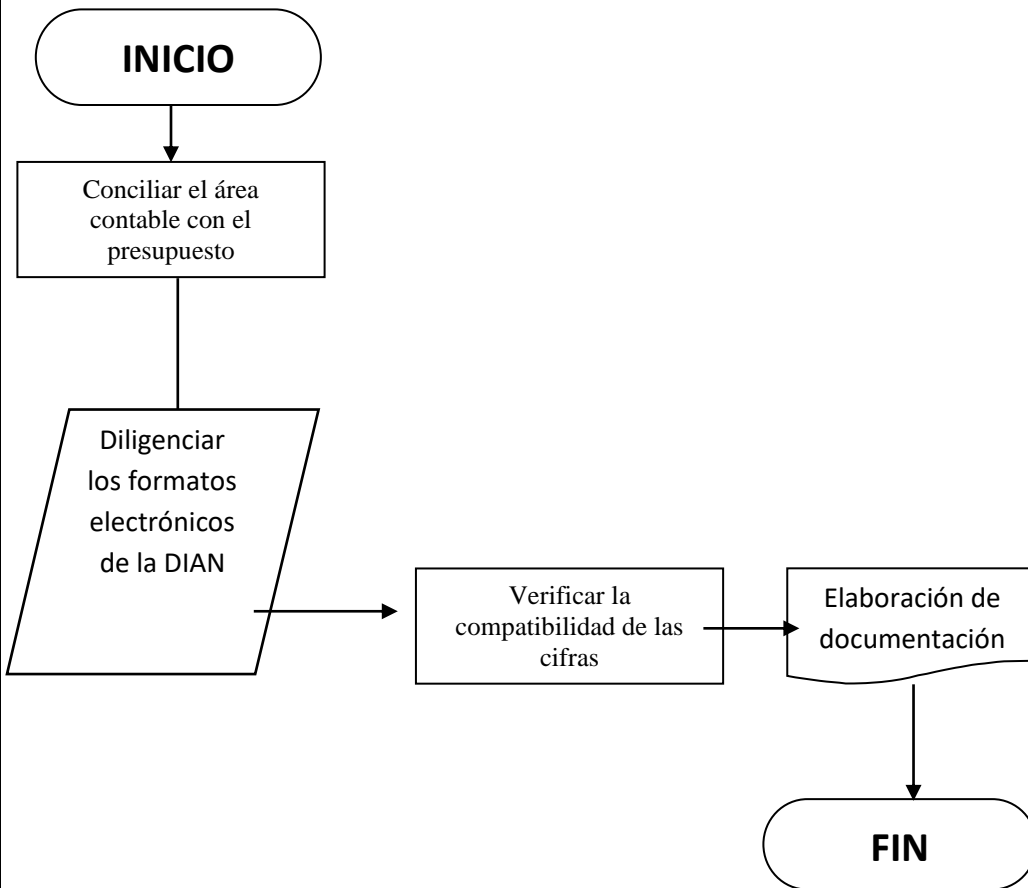 INICIO
Conciliar el área
contable con el
presupuesto
Diligenciar
los formatos
electrónicos
de la DIAN
Verificar la
compatibilidad de las
cifras
Elaboración de
documentación
FIN